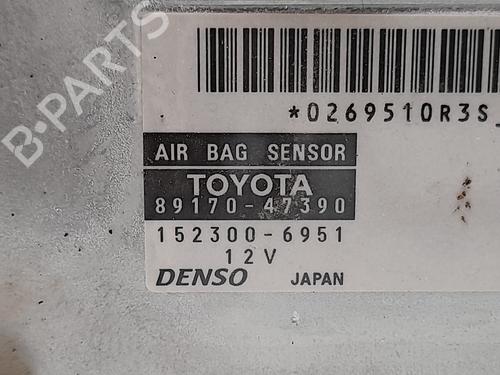 B-PARTS
*0269510R3S
AIR BAG SENSOR
TOYOTA
89170-47390
152300-6951
12V
DENSO JAPAN